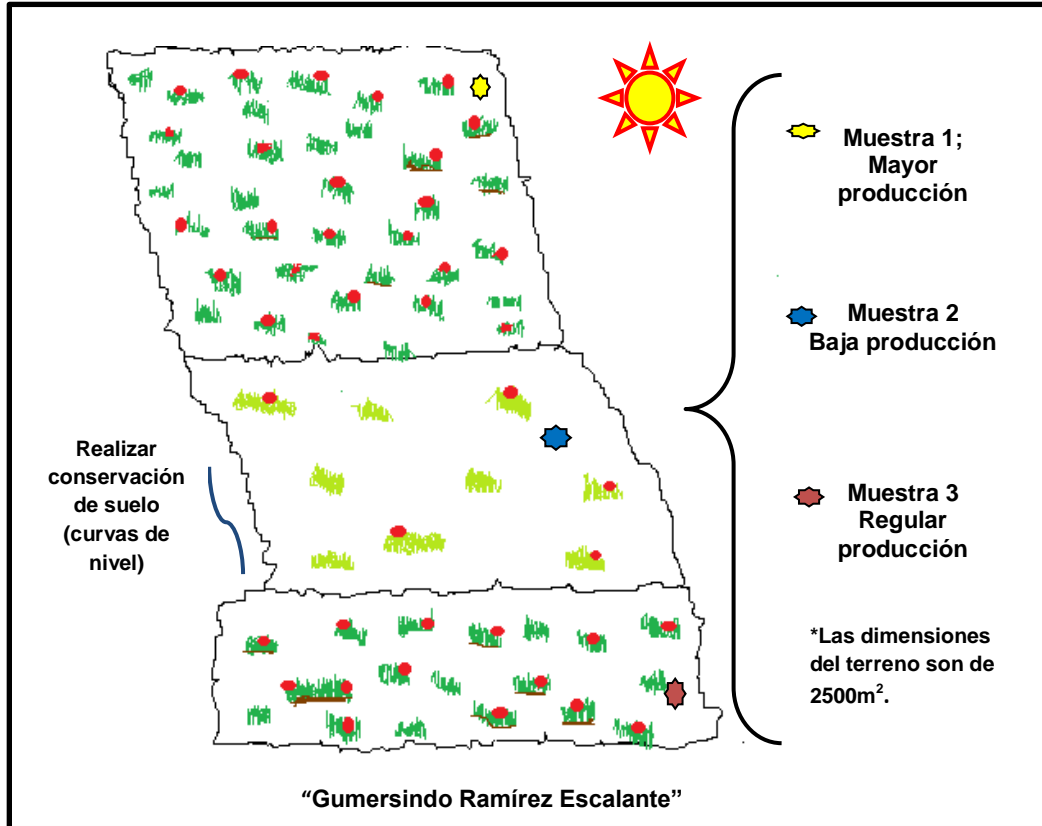 Muestra 1;
Mayor
producción
Muestra 2
Baja producción
Realizar
conservación
de suelo
(curvas de
nivel)
Muestra 3
Regular
producción
*Las dimensiones
del terreno son de
2500m².
“Gumersindo Ramírez Escalante”